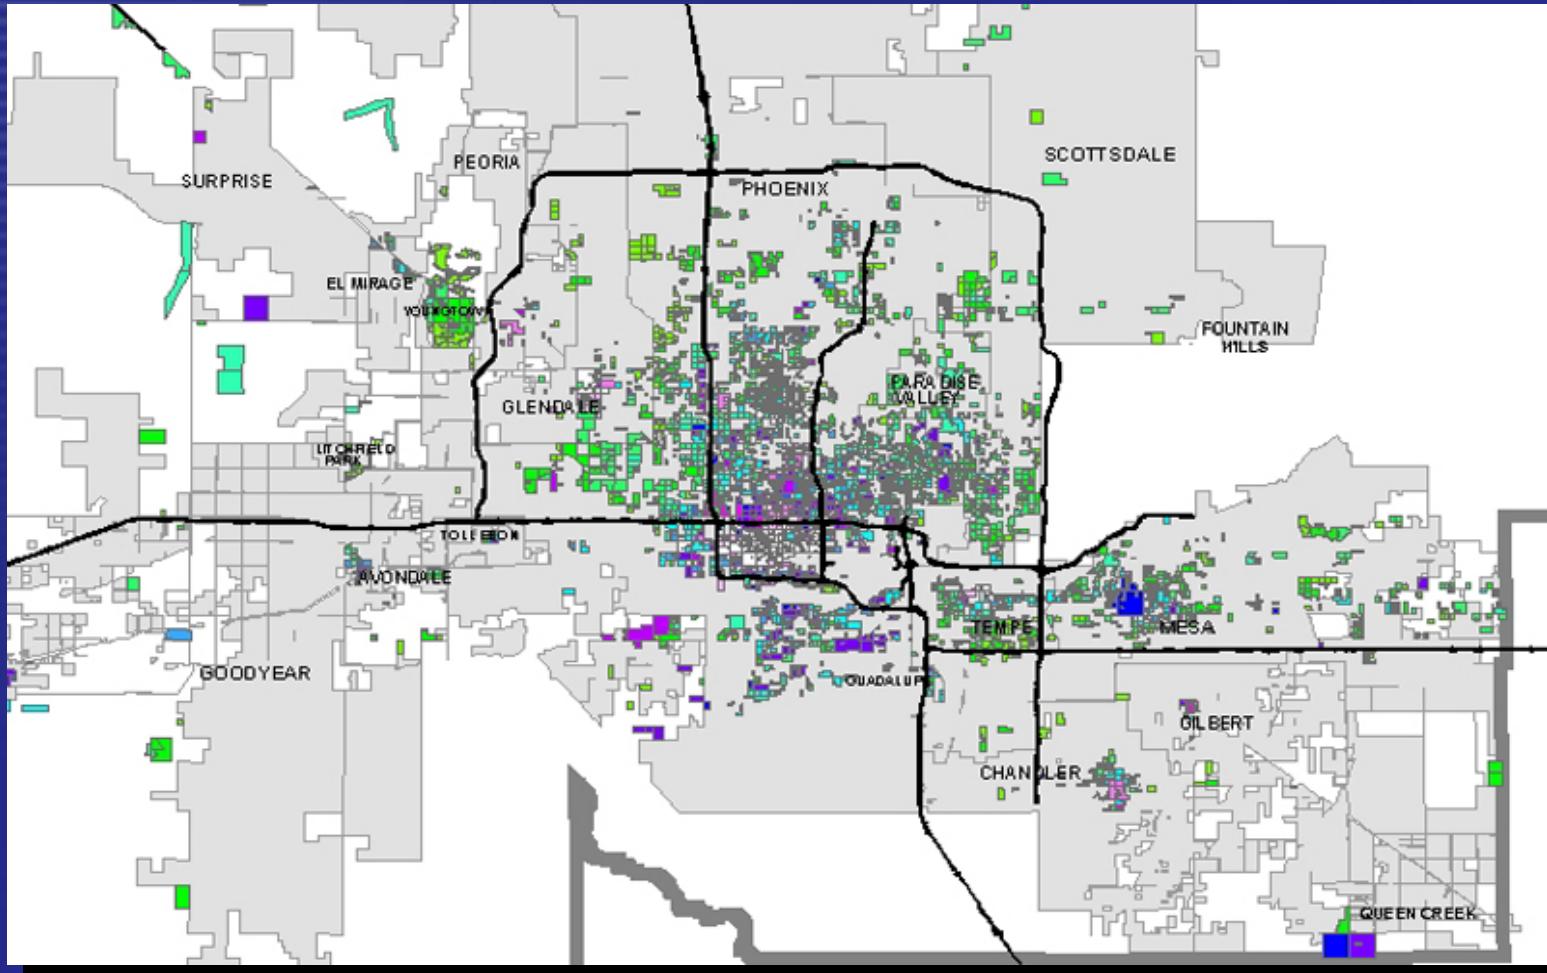 PEORIA
SCOTTSDALE
SURPRISE
PHOENIX
EL MIRAGE
YOUNGTOWN
FOUNTAIN
HILLS
PARADISE
VALLEY
GLENDALE
LITCHFIELD
PARK
TOLLESON
AVONDALE
TEMPE
MESA
GOODYEAR
GUADALUP
GILBERT
CHANDLER
QUEEN CREEK